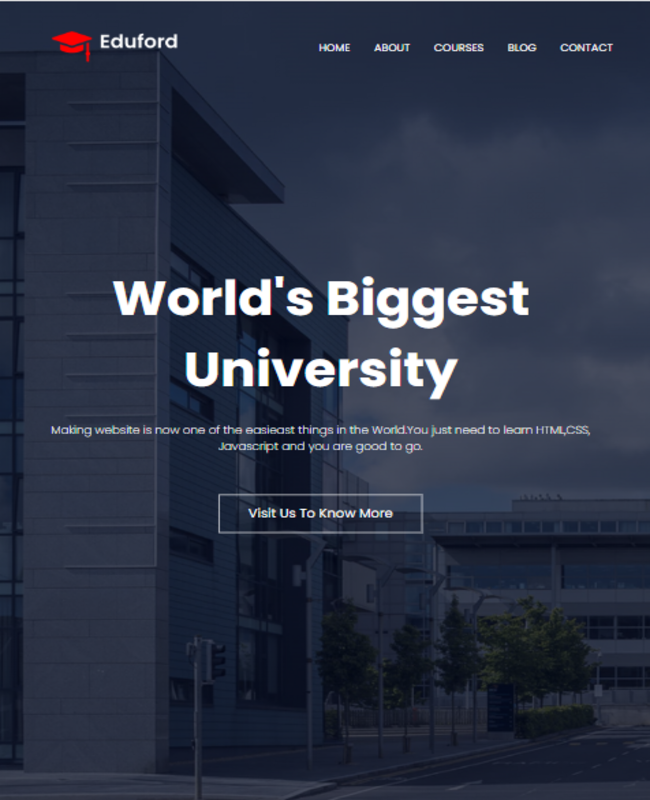 Eduford
HOME ABOUT COURSES BLOG CONTACT
World's Biggest
University
Making website is now one of the easieast things in the World.You just need to learn HTML,CSS,
Javascript and you are good to go.
Visit Us To Know More